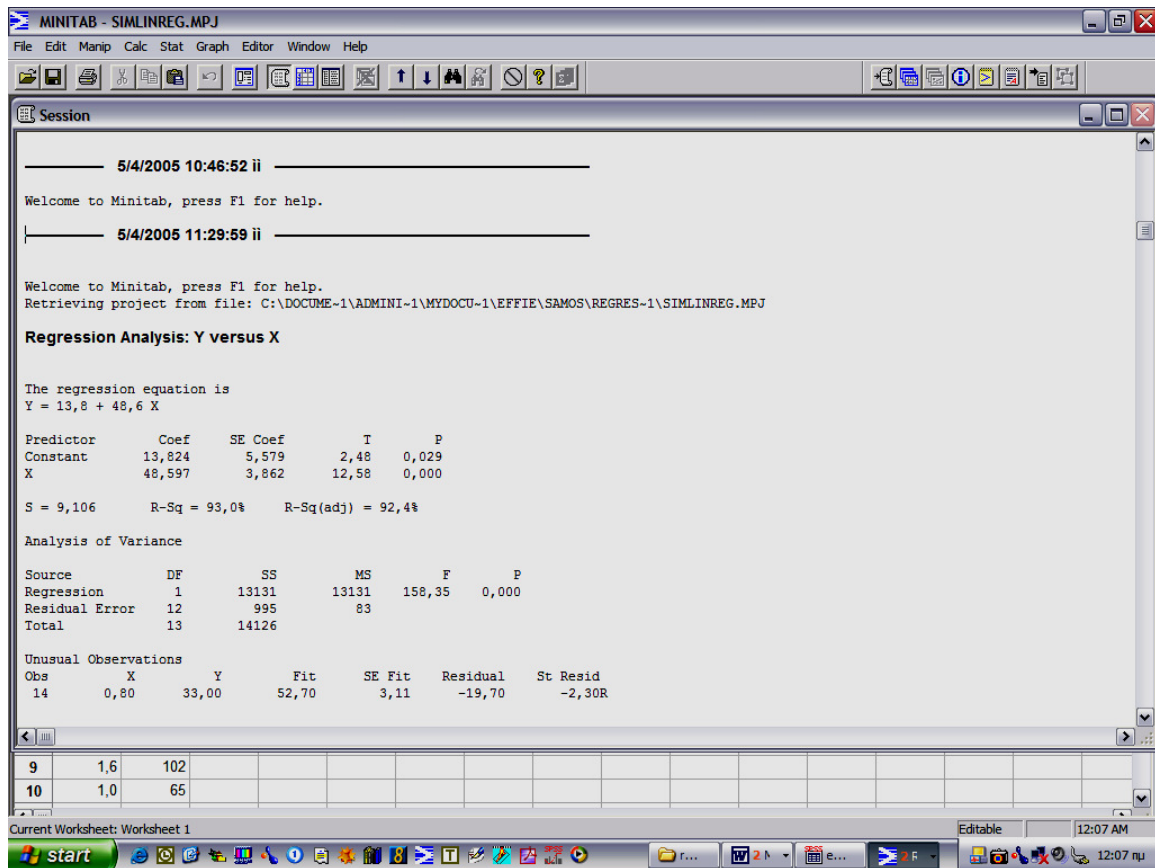 MINITAB - SIMLINREG.MPJ
File Edit Manip Calc Stat Graph Editor Window Help
Session
5/4/2005 10:46:52 ìì
Welcome to Minitab, press F1 for help.
5/4/2005 11:29:59 ìì
Welcome to Minitab, press F1 for help.
Retrieving project from file: C:\DOCUME~1\ADMINI~1\MYDOCU~1\EFFIE\SAMOS\REGRES~1\SIMLINREG.MPJ
Regression Analysis: Y versus X
The regression equation is
Y = 13,8 + 48,6 X
Predictor Coef SE Coef T P
Constant 13,824 5,579 2,48 0,029
X 48,597 3,862 12,58 0,000
S = 9,106 R-Sq = 93,0% R-Sq(adj) = 92,4%
Analysis of Variance
Source DF SS MS F P
Regression 1 13131 13131 158,35 0,000
Residual Error 12 995 83
Total 13 14126
Unusual Observations
Obs X Y Fit SE Fit Residual St Resid
14 0,80 33,00 52,70 3,11 -19,70 -2,30R
9 1,6 102
10 1,0 65
Current Worksheet: Worksheet 1 Editable 12:07 AM
start r... e... 12:07 πμ